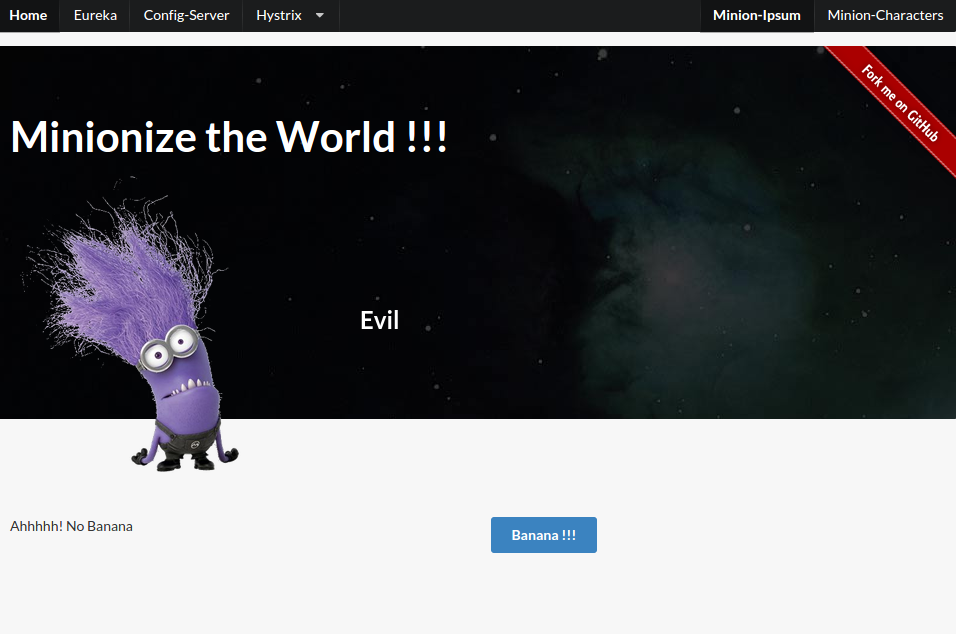 Home Eureka Config-Server Hystrix Minion-Ipsum Minion-Characters
Fork me on GitHub
Minionize the World !!!
Evil
Ahhhhh! No Banana Banana !!!